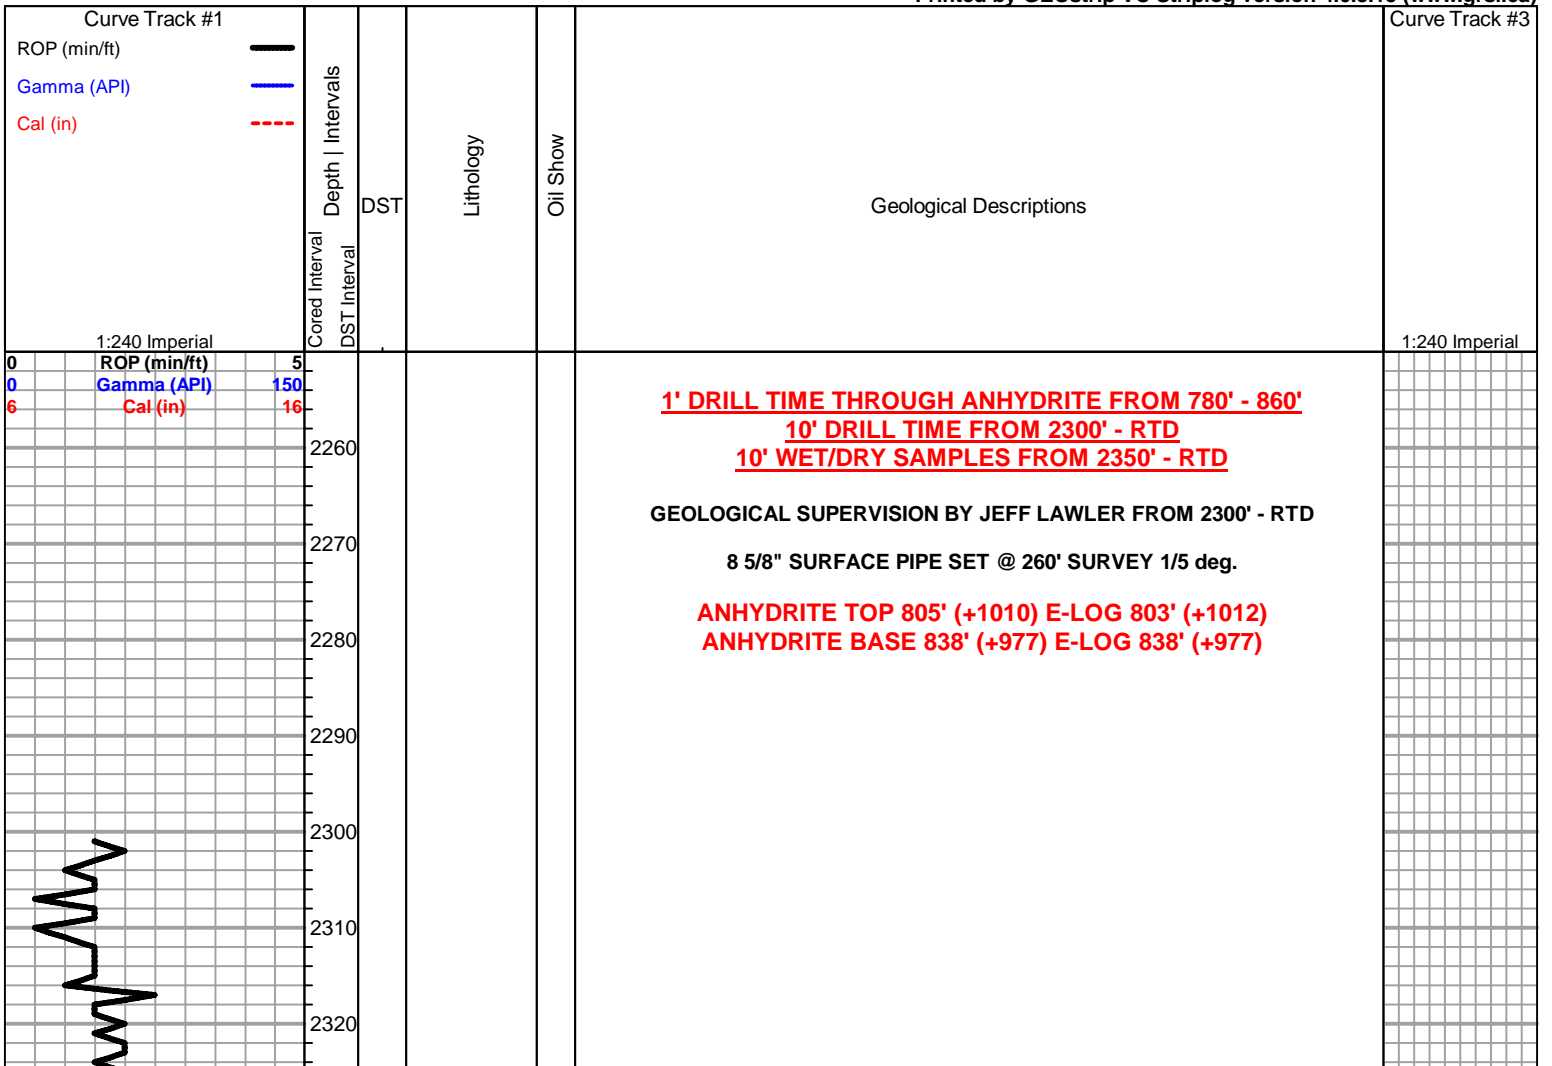 Curve Track #1
ROP (min/ft)
Gamma (API)
Cal (in)
1:240 Imperial
Depth | Intervals
Cored Interval
DST Interval
DST
Lithology
Oil Show
Geological Descriptions
Curve Track #3
1:240 Imperial
0 ROP (min/ft) 5
0 Gamma (API) 150
6 Cal (in) 16
1' DRILL TIME THROUGH ANHYDRITE FROM 780' - 860'
10' DRILL TIME FROM 2300' - RTD
10' WET/DRY SAMPLES FROM 2350' - RTD
GEOLOGICAL SUPERVISION BY JEFF LAWLER FROM 2300' - RTD
8 5/8" SURFACE PIPE SET @ 260' SURVEY 1/5 deg.
ANHYDRITE TOP 805' (+1010) E-LOG 803' (+1012)
ANHYDRITE BASE 838' (+977) E-LOG 838' (+977)
2260
2270
2280
2290
2300
2310
2320